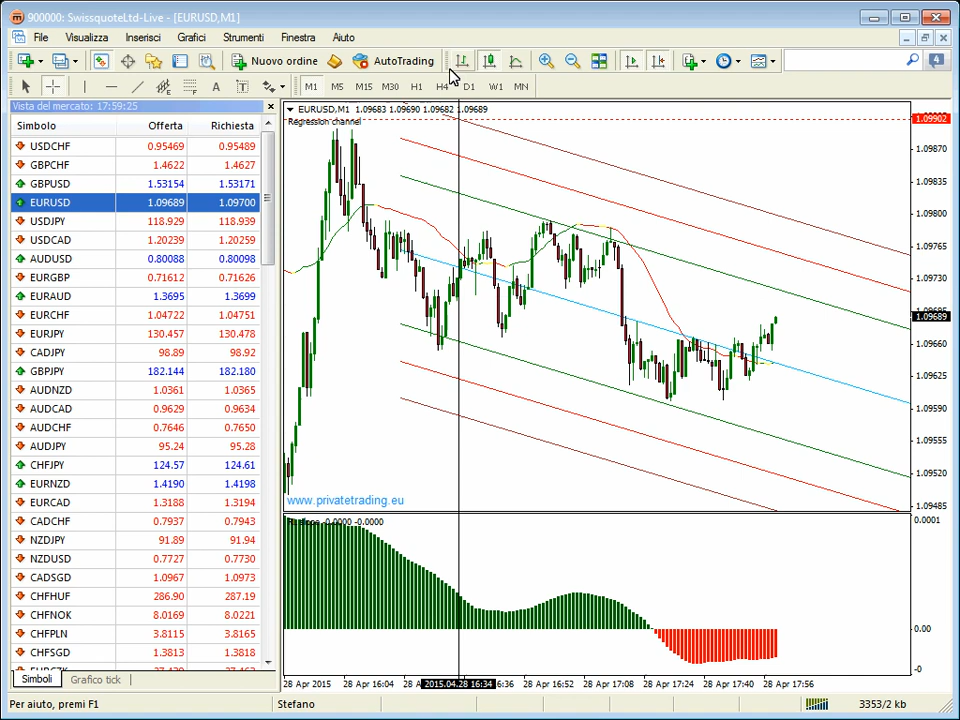 900000: SwissquoteLtd-Live - [EURUSD,M1]
File Visualizza Inserisci Grafici Strumenti Finestra Aiuto
Nuovo ordine AutoTrading 4
A T M1 M5 M15 M30 H1 H4 D1 W1 MN
Vista del mercato: 17:59:25
Simbolo Offerta Richiesta
USDCHF 0.95469 0.95489
GBPCHF 1.4622 1.4627
GBPUSD 1.53154 1.53171
EURUSD 1.09689 1.09700
USDJPY 118.929 118.939
USDCAD 1.20239 1.20259
AUDUSD 0.80088 0.80098
EURGBP 0.71612 0.71626
EURAUD 1.3695 1.3699
EURCHF 1.04722 1.04751
EURJPY 130.457 130.478
CADJPY 98.89 98.92
GBPJPY 182.144 182.180
AUDNZD 1.0361 1.0365
AUDCAD 0.9629 0.9634
AUDCHF 0.7646 0.7650
AUDJPY 95.24 95.28
CHFJPY 124.57 124.61
EURNZD 1.4190 1.4198
EURCAD 1.3188 1.3194
CADCHF 0.7937 0.7943
NZDJPY 91.89 91.94
NZDUSD 0.7727 0.7730
CADSGD 1.0967 1.0973
CHFHUF 286.90 287.19
CHFNOK 8.0169 8.0221
CHFPLN 3.8115 3.8165
CHFSGD 1.3813 1.3818
Simboli Grafico tick
EURUSD,M1 1.09683 1.09690 1.09682 1.09689
Regression channel
www.privatetrading.eu
1.09902
1.09870
1.09835
1.09800
1.09765
1.09730
1.09689
1.09660
1.09625
1.09590
1.09555
1.09520
1.09485
-0.0000 -0.0000
0.0001
0.00
-0
28 Apr 2015 28 Apr 16:04 28 A 2015.04.28 16:34 6:36 28 Apr 16:52 28 Apr 17:08 28 Apr 17:24 28 Apr 17:40 28 Apr 17:56
Per aiuto, premi F1 Stefano 3353/2 kb